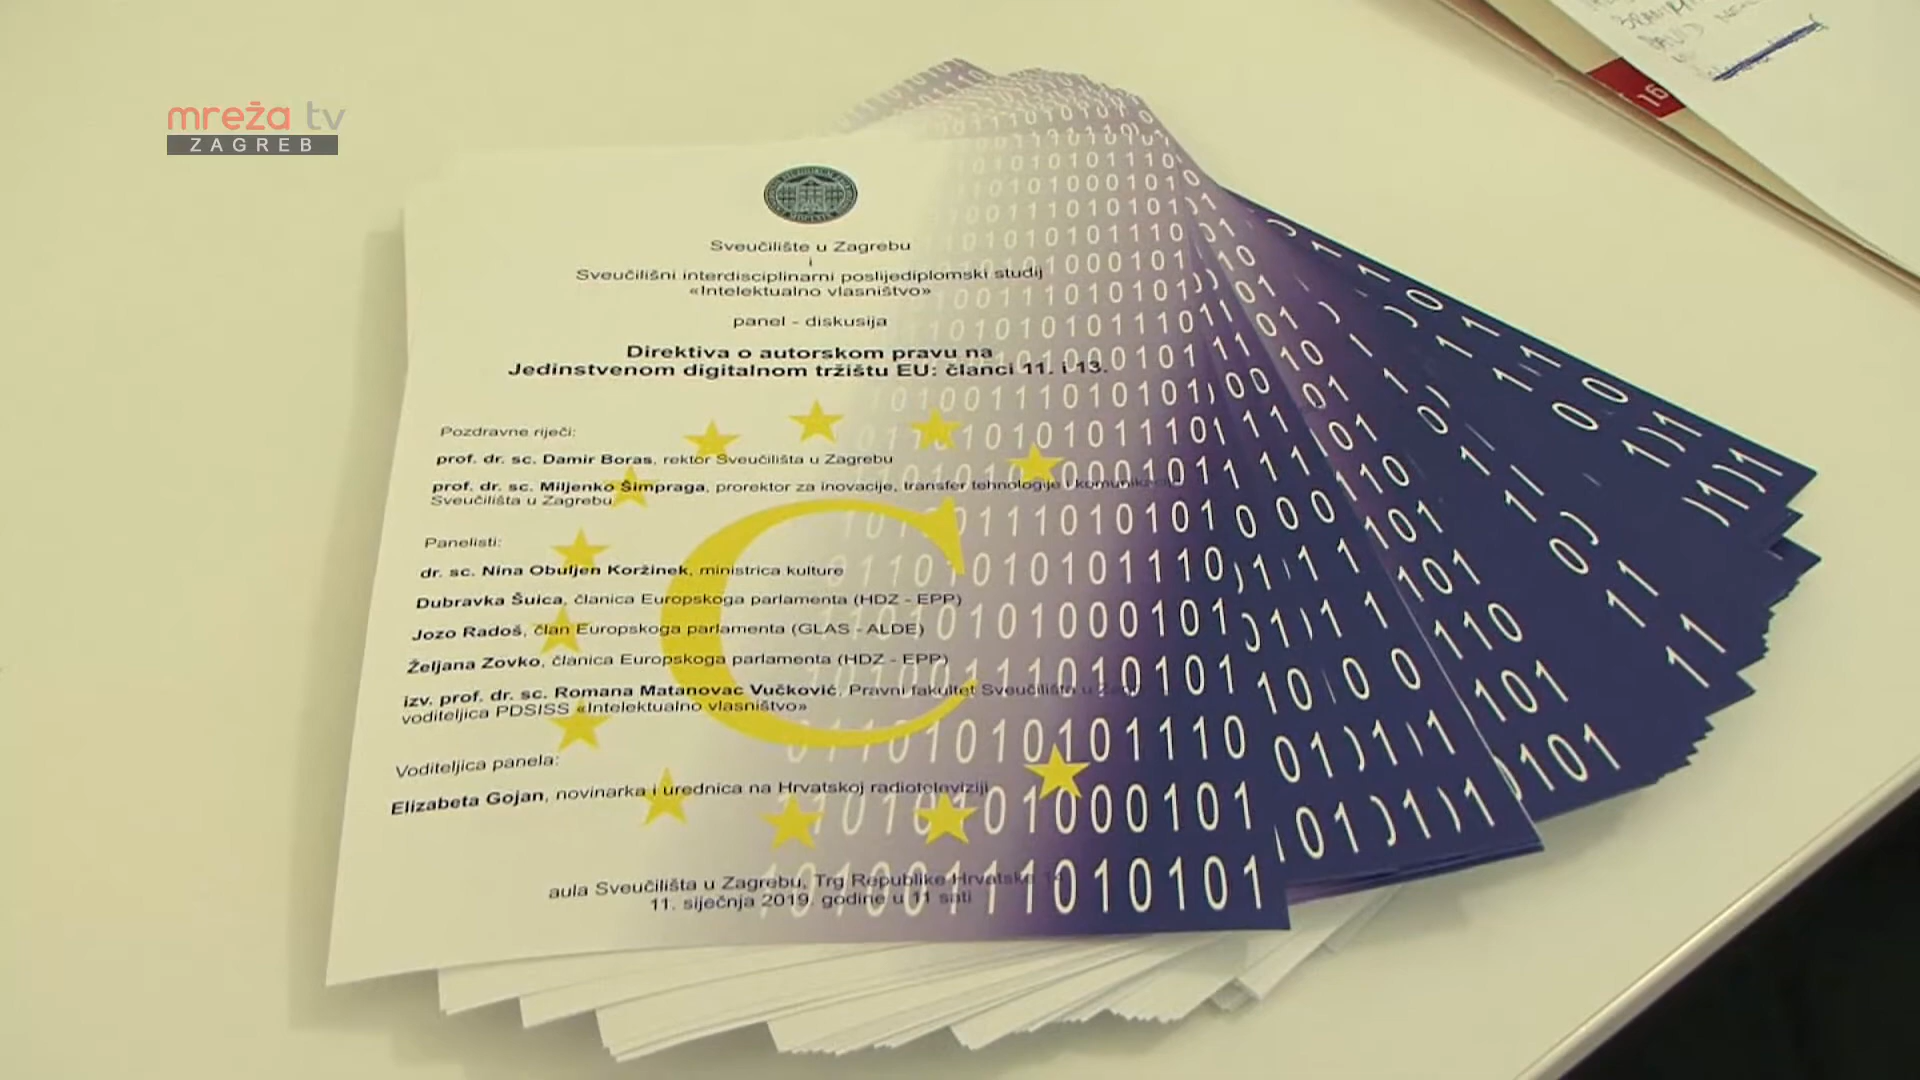 mreža tv
ZAGREB
Sveučilište u Zagrebu
i
Sveučilišni interdisciplinarni poslijediplomski studij
«Intelektualno vlasništvo»
panel - diskusija
Direktiva o autorskom pravu na
Jedinstvenom digitalnom tržištu EU: članci 11. i 13.
Pozdravne riječi:
prof. dr. sc. Damir Boras, rektor Sveučilišta u Zagrebu
prof. dr. sc. Miljenko Šimpraga, prorektor za inovacije, transfer tehnologije i
Sveučilišta u Zagrebu
Panelisti:
dr. sc. Nina Obuljen Koržinek, ministrica kulture
Dubravka Šuica, članica Europskoga parlamenta (HDZ - EPP)
Jozo Radoš, član Europskoga parlamenta (GLAS - ALDE)
Željana Zovko, članica Europskoga parlamenta (HDZ - EPP)
izv. prof. dr. sc. Romana Matanovac Vučković, Pravni fakultet Sveučilišta u
voditeljica PDSISS «Intelektualno vlasništvo»
Voditeljica panela:
Elizabeta Gojan, novinarka i urednica na Hrvatskoj radioteleviziji
aula Sveučilišta u Zagrebu, Trg Republike Hrvatske
11. siječnja 2019. godine u 11 sati
C
16